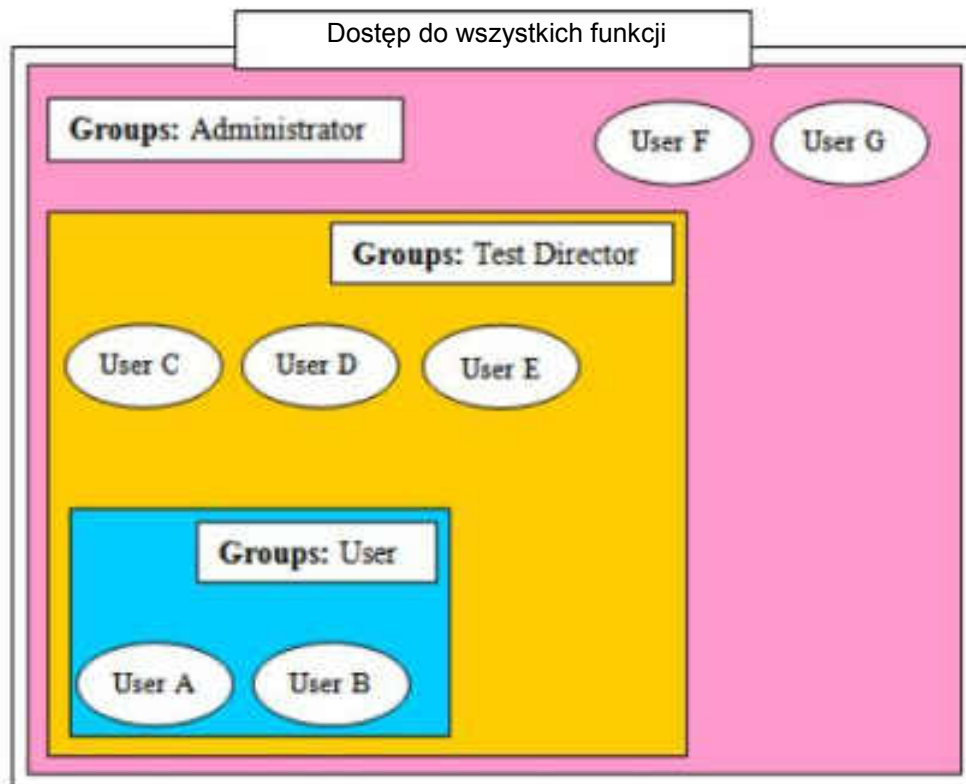 Dostęp do wszystkich funkcji
Groups: Administrator
User F
User G
Groups: Test Director
User C
User D
User E
Groups: User
User A
User B